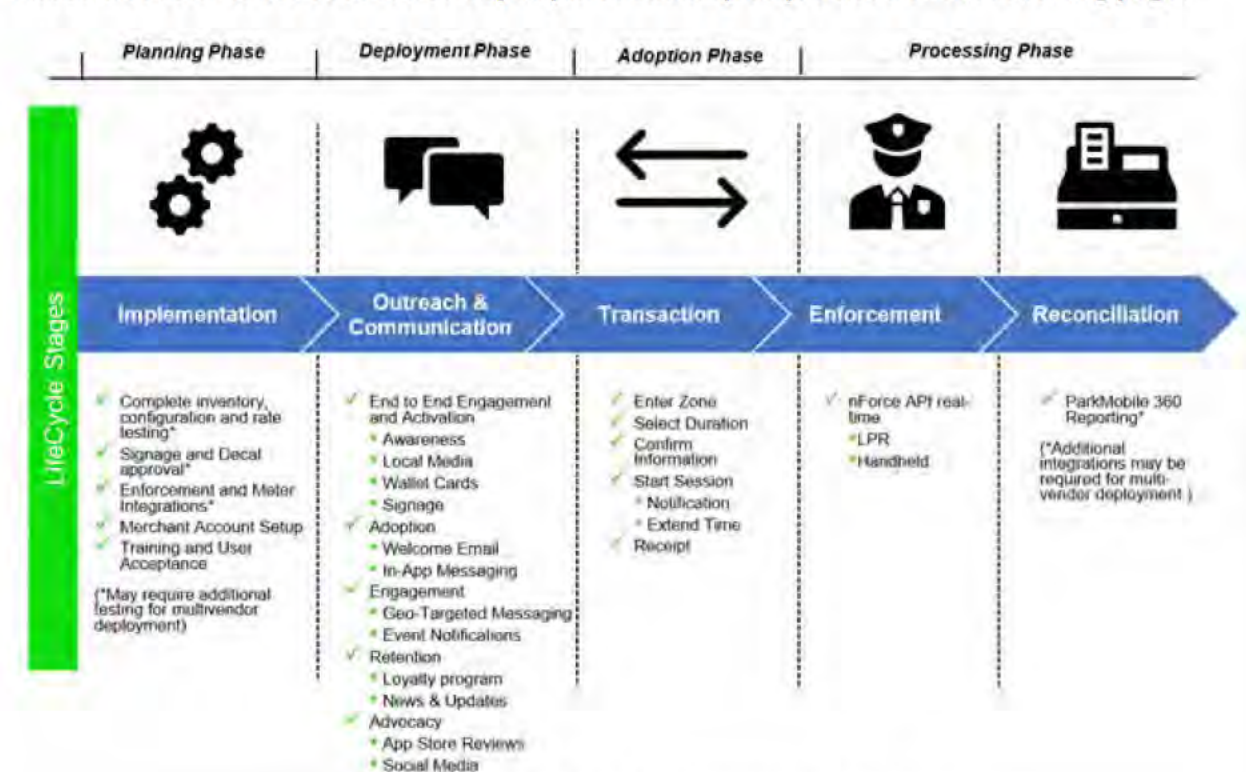 Planning Phase
Deployment Phase
Adoption Phase
Processing Phase
LifeCycle Stages
Implementation
Outreach &
Communication
Transaction
Enforcement
Reconciliation
Complete inventory,
configuration and rate
testing*
Signage and Decal
approval*
Enforcement and Meter
Integrations*
Merchant Account Setup
Training and User
Acceptance
(*May require additional
testing for multivendor
deployment)
End to End Engagement
and Activation
Awareness
Local Media
Wallet Cards
Signage
Adoption
Welcome Email
In-App Messaging
Engagement
Geo-Targeted Messaging
Event Notifications
Retention
Loyalty program
News & Updates
Advocacy
App Store Reviews
Social Media
Enter Zone
Select Duration
Confirm
Information
Start Session
Notification
Extend Time
Receipt
nForce API real-
time
LPR
Handheld
ParkMobile 360
Reporting*
(*Additional
integrations may be
required for multi-
vendor deployment )